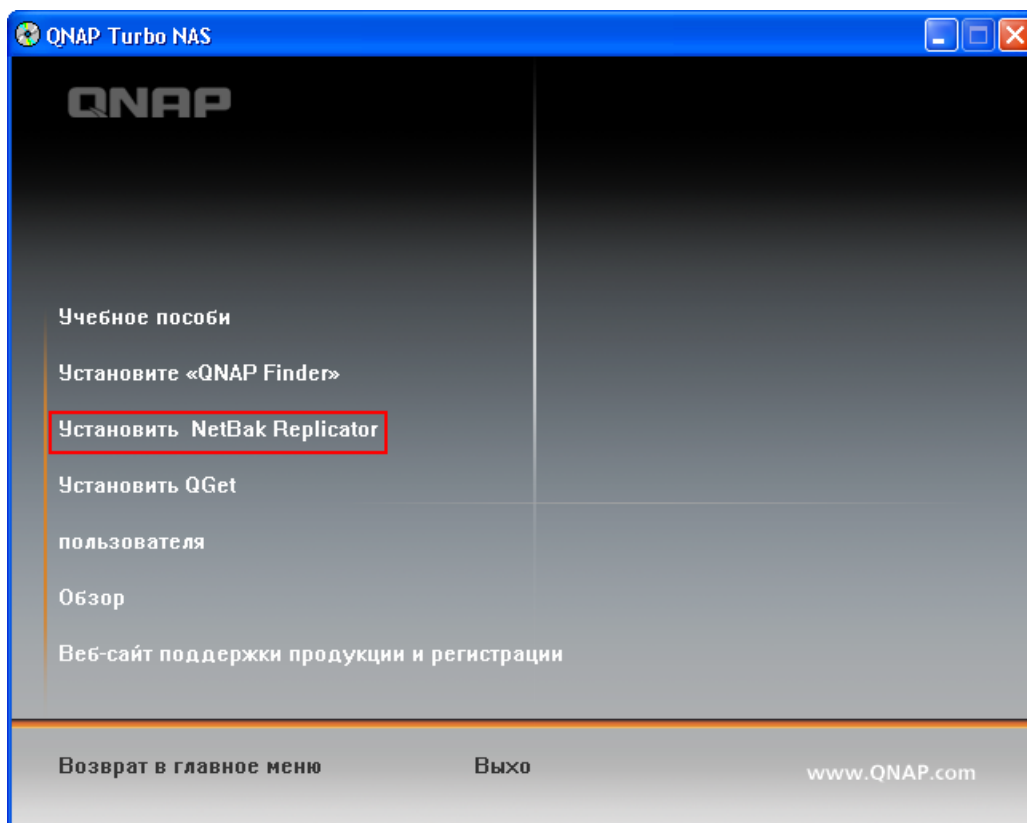 QNAP Turbo NAS
QNAP
Учебное пособи
Установите «QNAP Finder»
Установить NetBak Replicator
Установить QGet
пользователя
Обзор
Веб-сайт поддержки продукции и регистрации
Возврат в главное меню
Выхо
www.QNAP.com